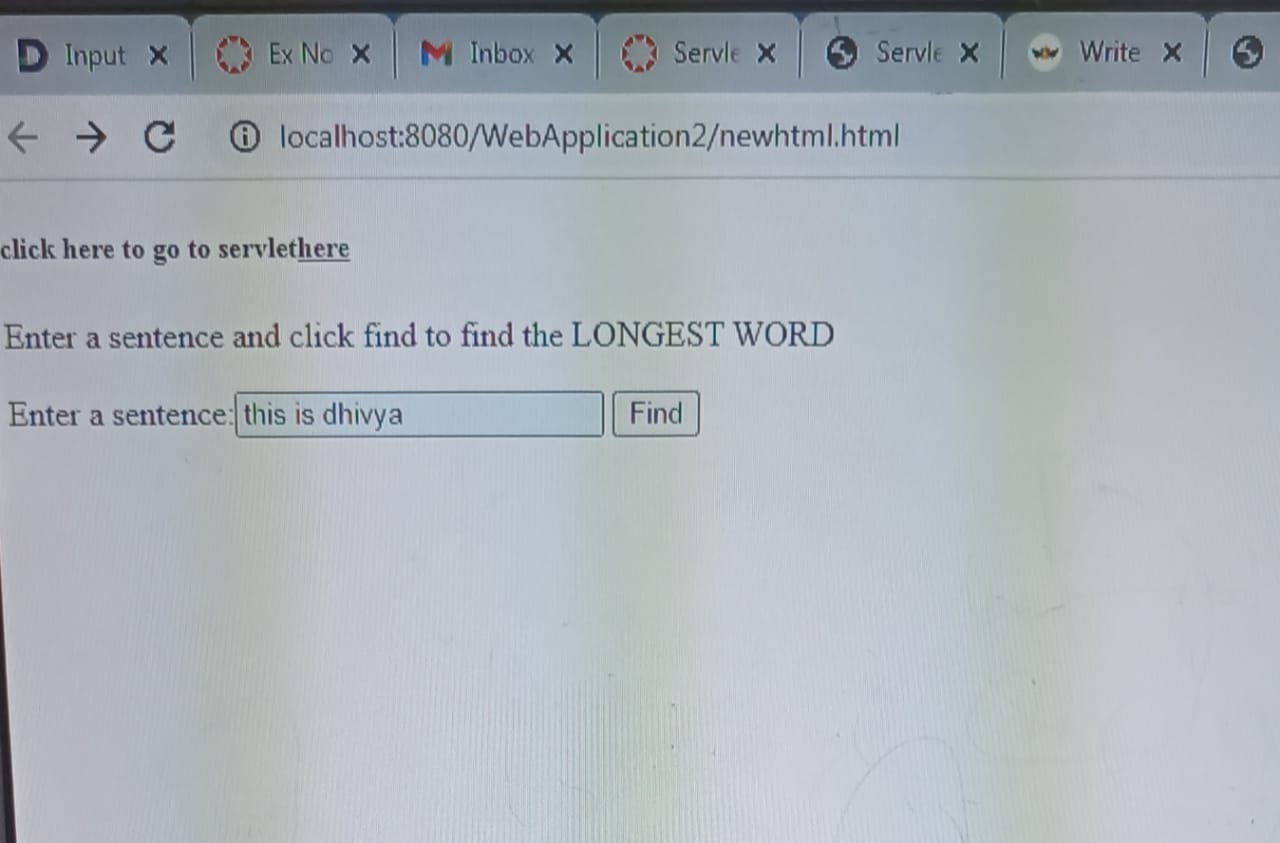 Input Ex No Inbox Servle Servle Write
localhost:8080/WebApplication2/newhtml.html
click here to go to servlethere
Enter a sentence and click find to find the LONGEST WORD
Enter a sentence: this is dhivya Find